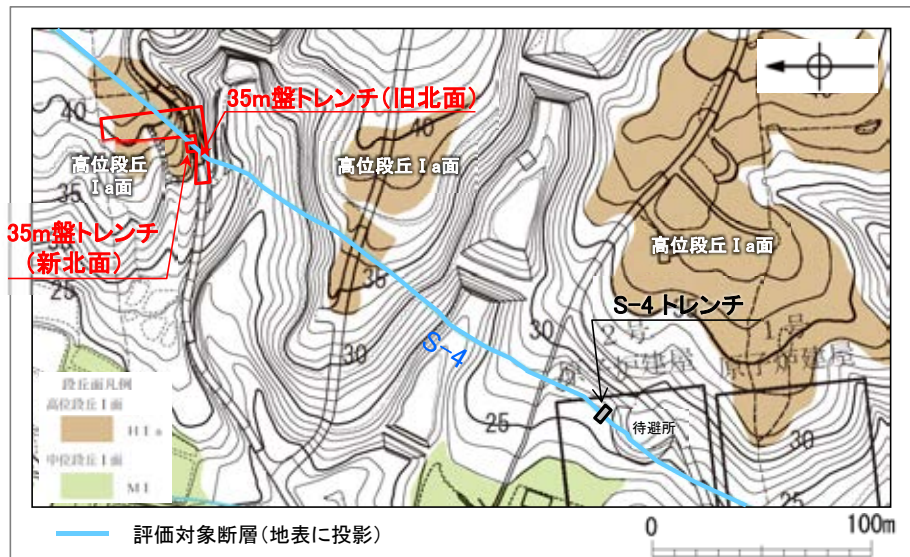 40
35m盤トレンチ(旧北面)
40
高位段丘
Ⅰa面
高位段丘
Ⅰa面
35
35m盤トレンチ
(新北面)
25
高位段丘Ⅰa面
35
S-4トレンチ
30
2号
原子炉建屋
1号
原子炉建屋
S-4
30
25
待避所
30
25
段丘面凡例
高位段丘Ⅰ面
HⅠa
中位段丘Ⅰ面
MⅠ
評価対象断層(地表に投影)
0
100m